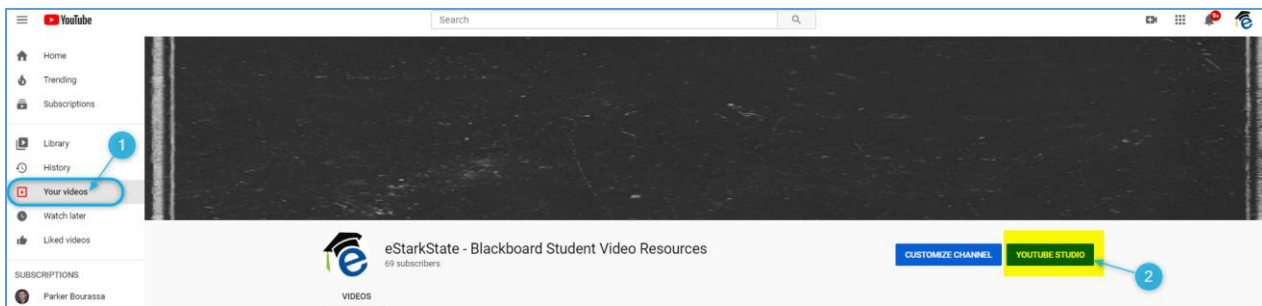 YouTube
Search
9+
Home
Trending
Subscriptions
Library
1
History
Your videos
Watch later
Liked videos
eStarkState - Blackboard Student Video Resources
69 subscribers
CUSTOMIZE CHANNEL
YOUTUBE STUDIO
2
SUBSCRIPTIONS
Parker Bourassa
VIDEOS